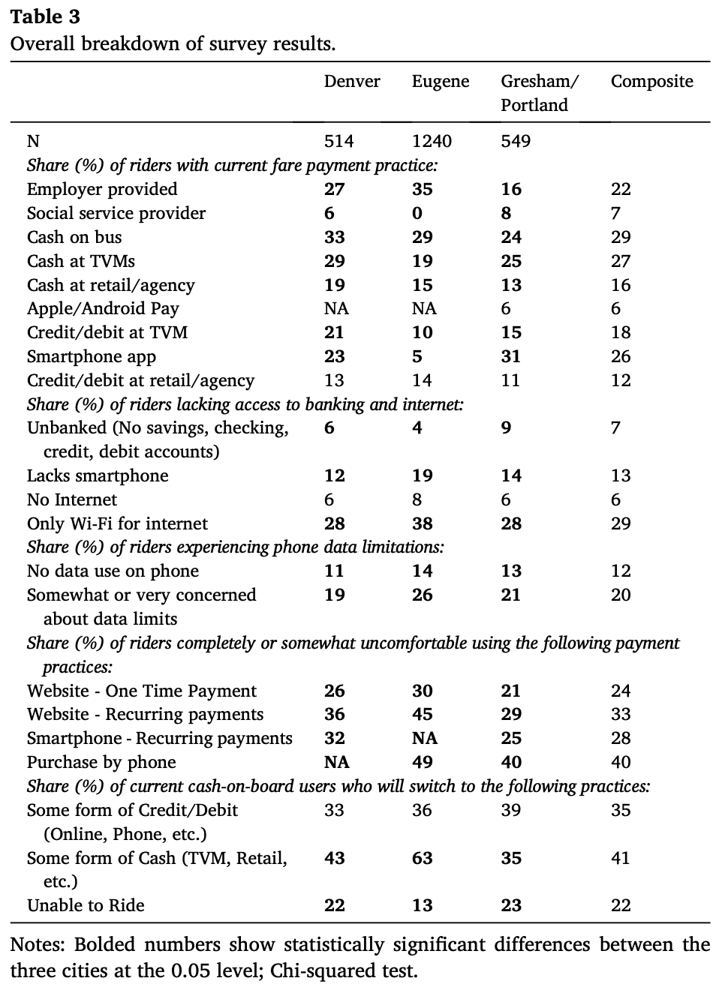 Table 3
Overall breakdown of survey results.
Denver Eugene Gresham/ Composite
Portland
N 514 1240 549
Share (%) of riders with current fare payment practice:
Employer provided 27 35 16 22
Social service provider 6 0 8 7
Cash on bus 33 29 24 29
Cash at TVMs 29 19 25 27
Cash at retail/agency 19 15 13 16
Apple/Android Pay NA NA 6 6
Credit/debit at TVM 21 10 15 18
Smartphone app 23 5 31 26
Credit/debit at retail/agency 13 14 11 12
Share (%) of riders lacking access to banking and internet:
Unbanked (No savings, checking, 6 4 9 7
credit, debit accounts)
Lacks smartphone 12 19 14 13
No Internet 6 8 6 6
Only Wi-Fi for internet 28 38 28 29
Share (%) of riders experiencing phone data limitations:
No data use on phone 11 14 13 12
Somewhat or very concerned 19 26 21 20
about data limits
Share (%) of riders completely or somewhat uncomfortable using the following payment
practices:
Website - One Time Payment 26 30 21 24
Website - Recurring payments 36 45 29 33
Smartphone - Recurring payments 32 NA 25 28
Purchase by phone NA 49 40 40
Share (%) of current cash-on-board users who will switch to the following practices:
Some form of Credit/Debit 33 36 39 35
(Online, Phone, etc.)
Some form of Cash (TVM, Retail, 43 63 35 41
etc.)
Unable to Ride 22 13 23 22
Notes: Bolded numbers show statistically significant differences between the
three cities at the 0.05 level; Chi-squared test.